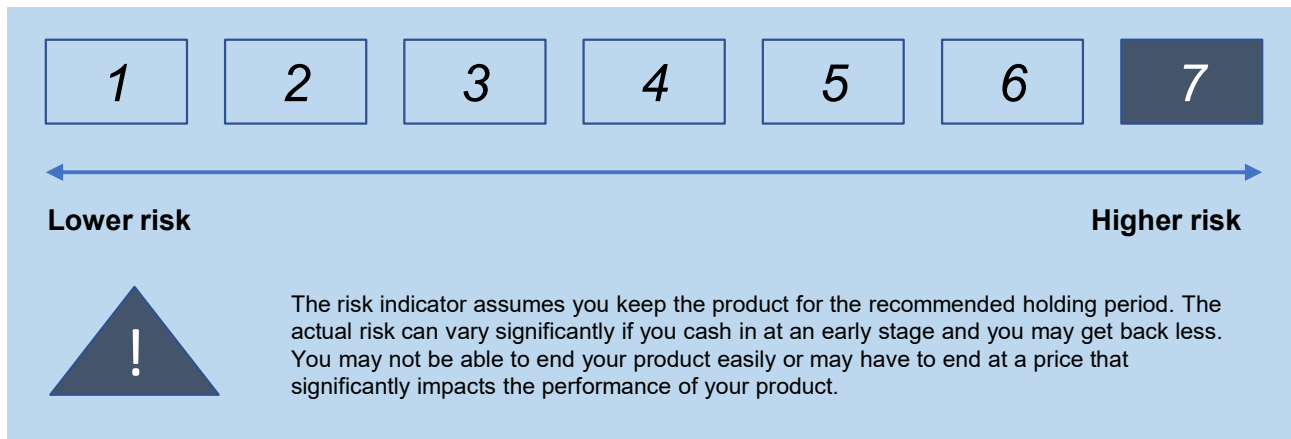 1 2 3 4 5 6 7
Lower risk Higher risk
!
The risk indicator assumes you keep the product for the recommended holding period. The
actual risk can vary significantly if you cash in at an early stage and you may get back less.
You may not be able to end your product easily or may have to end at a price that
significantly impacts the performance of your product.